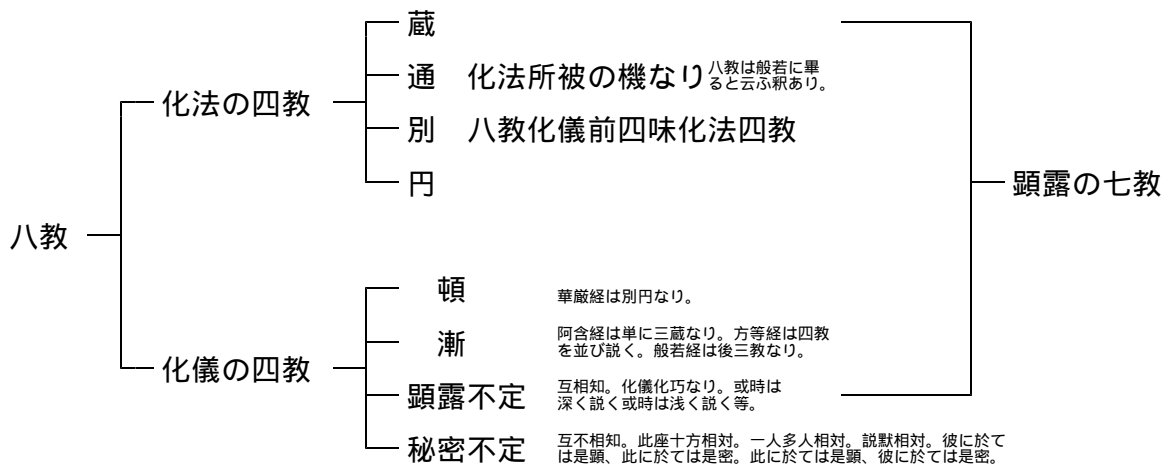 蔵
通 化法所被の機なり 八教は般若に畢
ると云ふ釈あり。
化法の四教
別 八教化儀前四味化法四教
円
顕露の七教
八教
頓 華厳経は別円なり。
漸 阿含経は単に三蔵なり。方等経は四教
を並び説く。般若経は後三教なり。
化儀の四教
顕露不定 互相知。化儀化巧なり。或時は
深く説く或時は浅く説く等。
秘密不定 互不相知。此座十方相対。一人多人相対。説黙相対。彼に於て
は是顕、此に於ては是密。此に於ては是顕、彼に於ては是密。